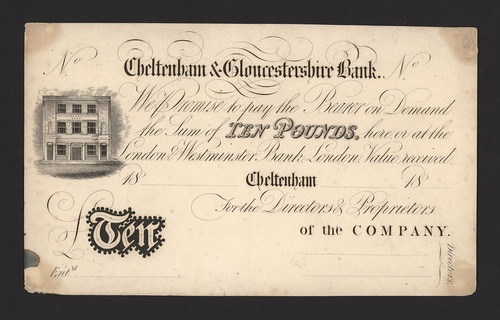 No Cheltenham & Gloucestershire Bank. No
We Promise to pay the Bearer on Demand
the Sum of TEN POUNDS, here or at the
London & Westminster Bank, London, Value received.
18 Cheltenham 18
For the Directors & Proprietors
of the COMPANY.
£ Ten
Entd
Directors